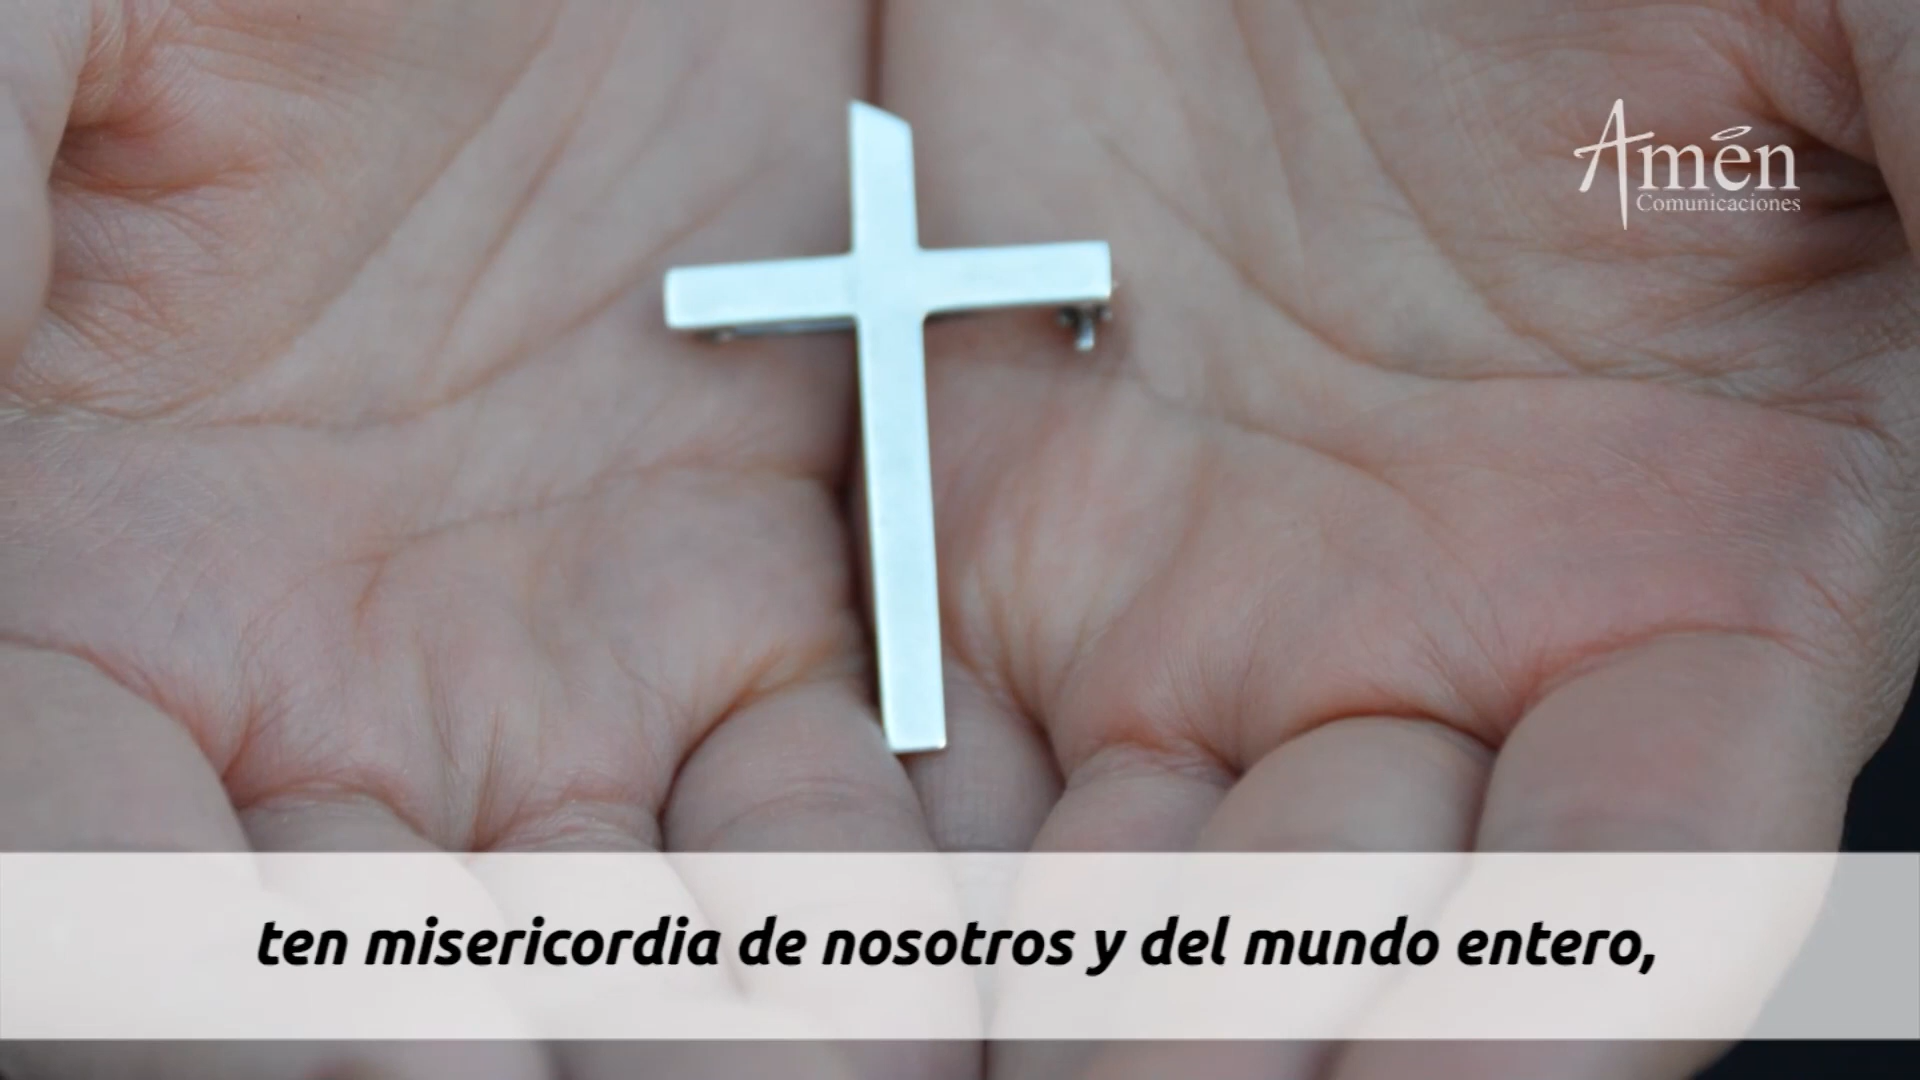 Amén
Comunicaciones
ten misericordia de nosotros y del mundo entero,